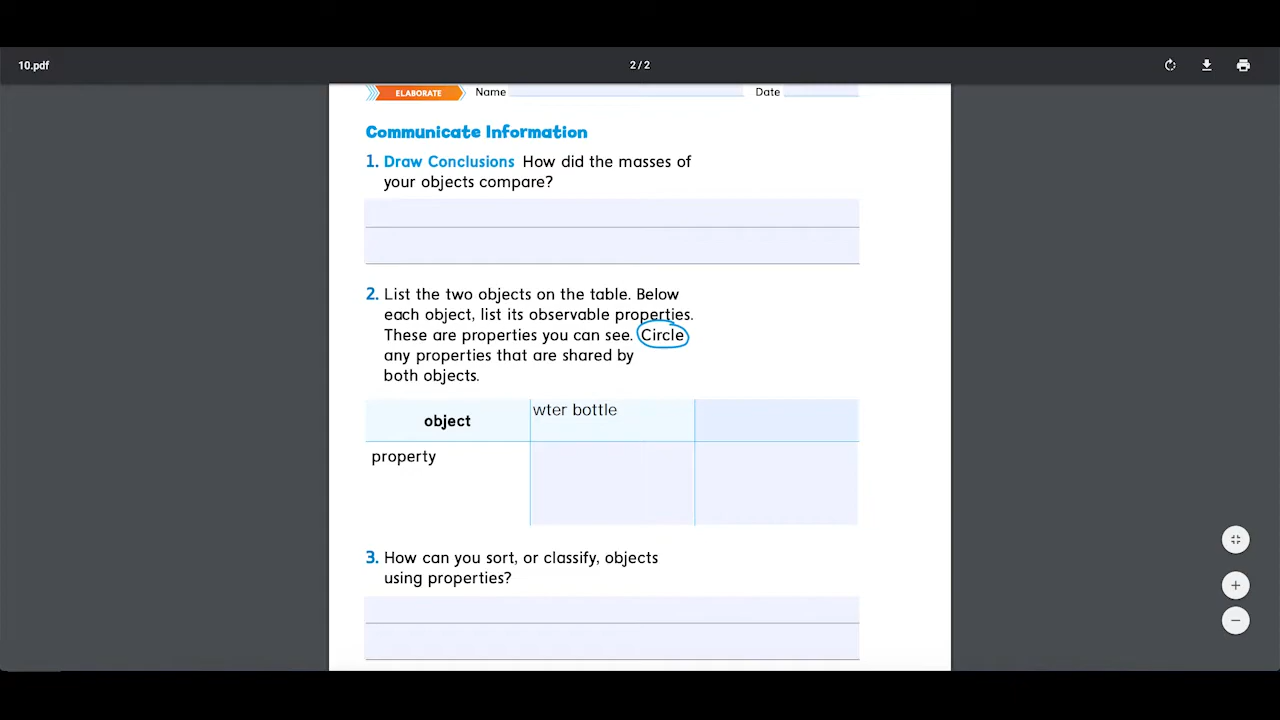 10.pdf
2 / 2
ELABORATE Name Date
Communicate Information
1. Draw Conclusions How did the masses of
your objects compare?
2. List the two objects on the table. Below
each object, list its observable properties.
These are properties you can see. Circle
any properties that are shared by
both objects.
object wter bottle
property
3. How can you sort, or classify, objects
using properties?